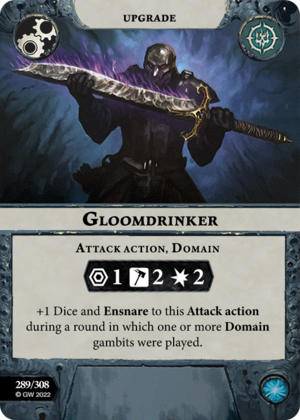 UPGRADE
GLOOMDRINKER
ATTACK ACTION, DOMAIN
1 2 2
+1 Dice and Ensnare to this Attack action
during a round in which one or more Domain
gambits were played.
289/308
© GW 2022